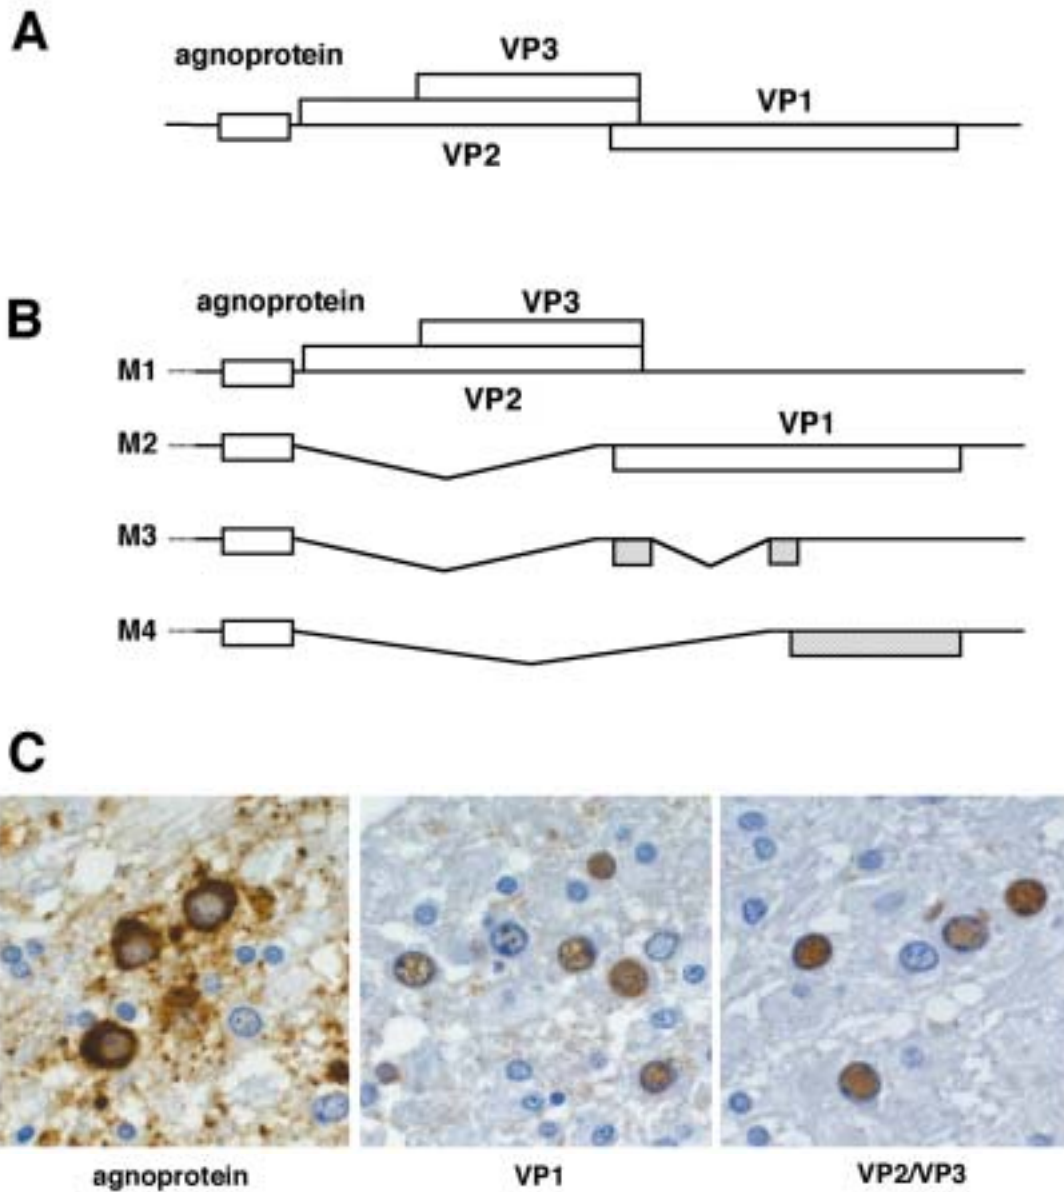 A
agnoprotein
VP3
VP1
VP2
B
agnoprotein
VP3
M1
VP2
VP1
M2
M3
M4
C
agnoprotein
VP1
VP2/VP3